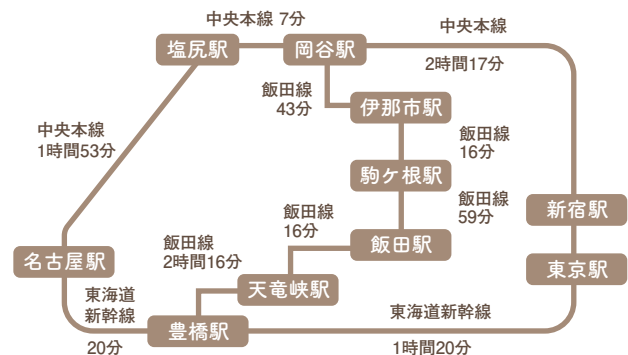 中央本線 7分
塩尻駅
岡谷駅
中央本線
2時間17分
飯田線
43分
伊那市駅
中央本線
1時間53分
飯田線
16分
駒ケ根駅
飯田線
59分
飯田線
16分
飯田駅
新宿駅
飯田線
2時間16分
名古屋駅
天竜峡駅
東京駅
東海道
新幹線
20分
豊橋駅
東海道新幹線
1時間20分